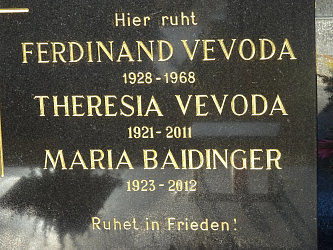 Hier ruht
FERDINAND VEVODA
1928-1968
THERESIA VEVODA
1921-2011
MARIA BAIDINGER
1923-2012
Ruhet in Frieden!